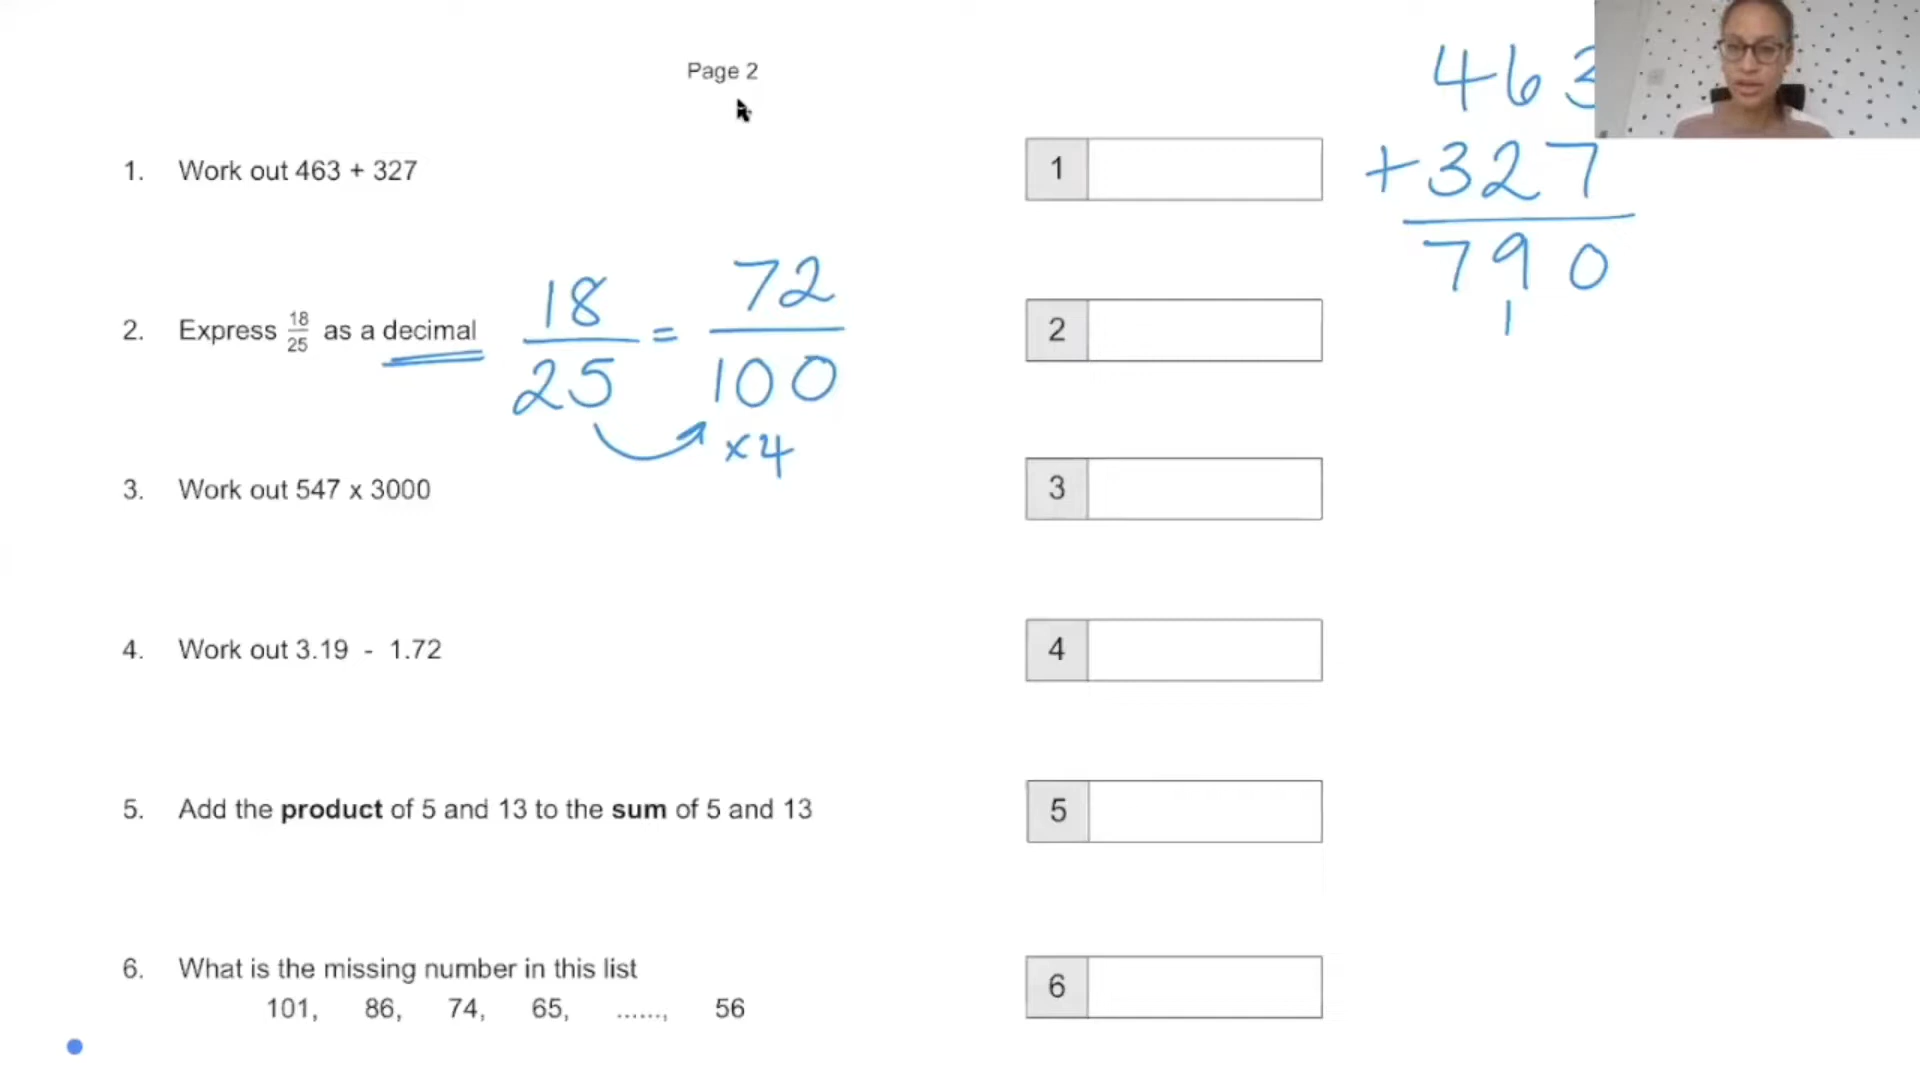 Page 2
463
1. Work out 463 + 327
1
+327
790
1
2. Express 18/25 as a decimal
18/25 = 72/100
x4
2
3. Work out 547 x 3000
3
4. Work out 3.19 - 1.72
4
5. Add the product of 5 and 13 to the sum of 5 and 13
5
6. What is the missing number in this list
101, 86, 74, 65, ......, 56
6